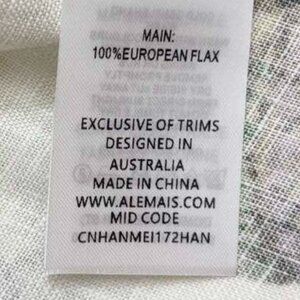 MAIN:
100%EUROPEAN FLAX
EXCLUSIVE OF TRIMS
DESIGNED IN
AUSTRALIA
MADE IN CHINA
WWW.ALEMAIS.COM
MID CODE
CNHANMEI172HAN